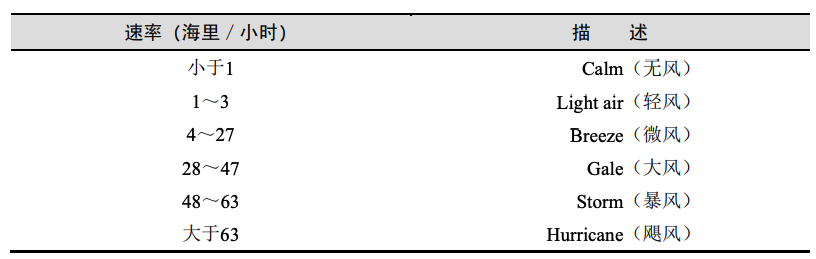 速率（海里／小时） 描 述
小于1 Calm（无风）
1～3 Light air（轻风）
4～27 Breeze（微风）
28～47 Gale（大风）
48～63 Storm（暴风）
大于63 Hurricane（飓风）